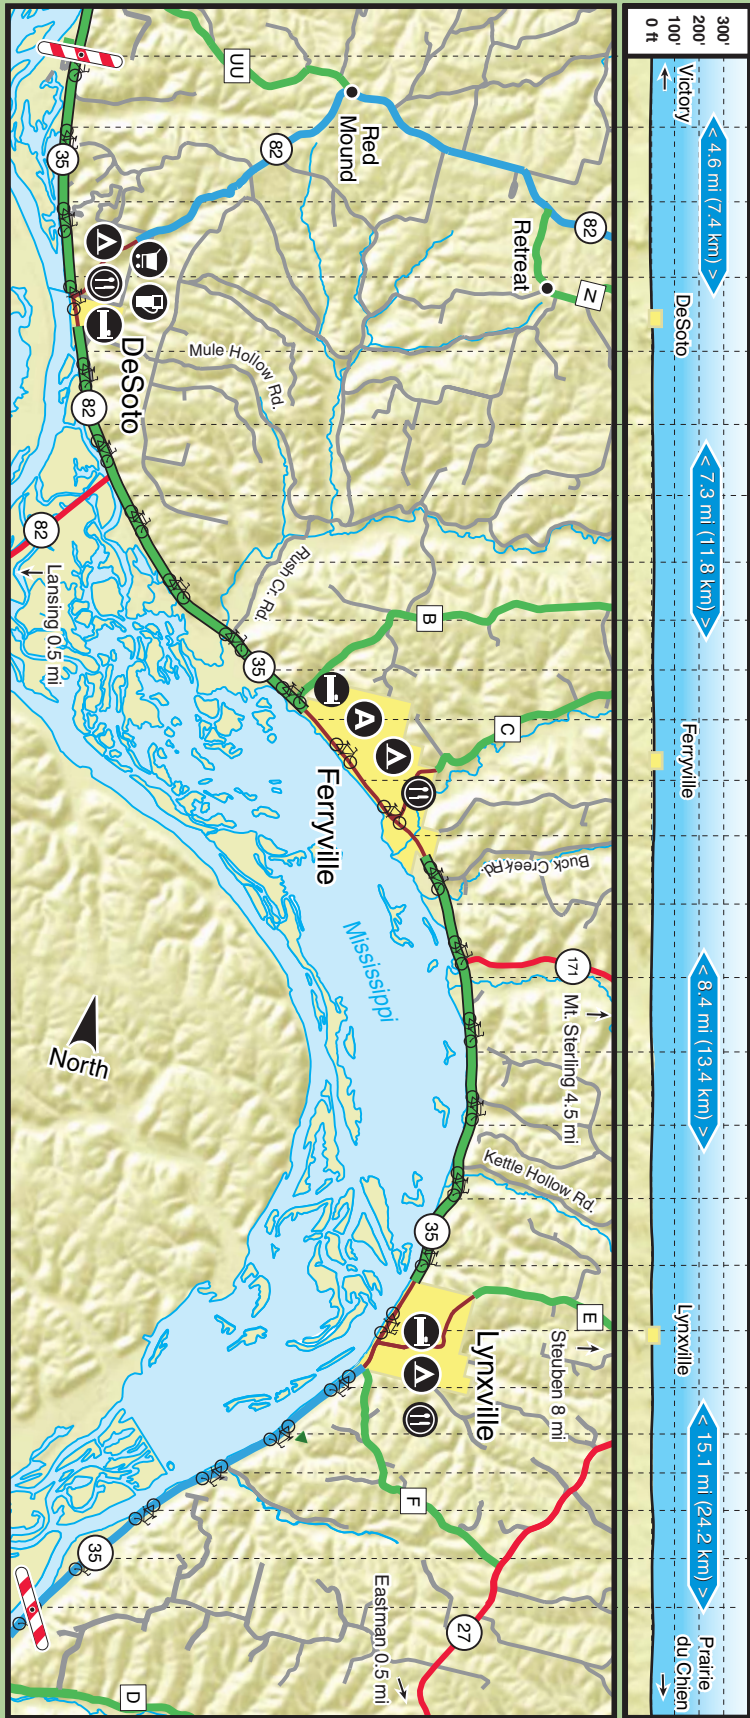 300'
200'
100'
0 ft
Victory
< 4.6 mi (7.4 km) >
DeSoto
< 7.3 mi (11.8 km) >
Ferryville
< 8.4 mi (13.4 km) >
Lynxville
< 15.1 mi (24.2 km) >
Prairie
du Chien
UU
Red
Mound
82
82
Retreat
N
35
DeSoto
Mule Hollow Rd.
82
82
Lansing 0.5 mi
Rush Cr. Rd.
B
35
A
C
Ferryville
Buck Creek Rd.
Mississippi
171
Mt. Sterling 4.5 mi
North
Kettle Hollow Rd.
35
E
Steuben 8 mi
Lynxville
F
35
27
Eastman 0.5 mi
D